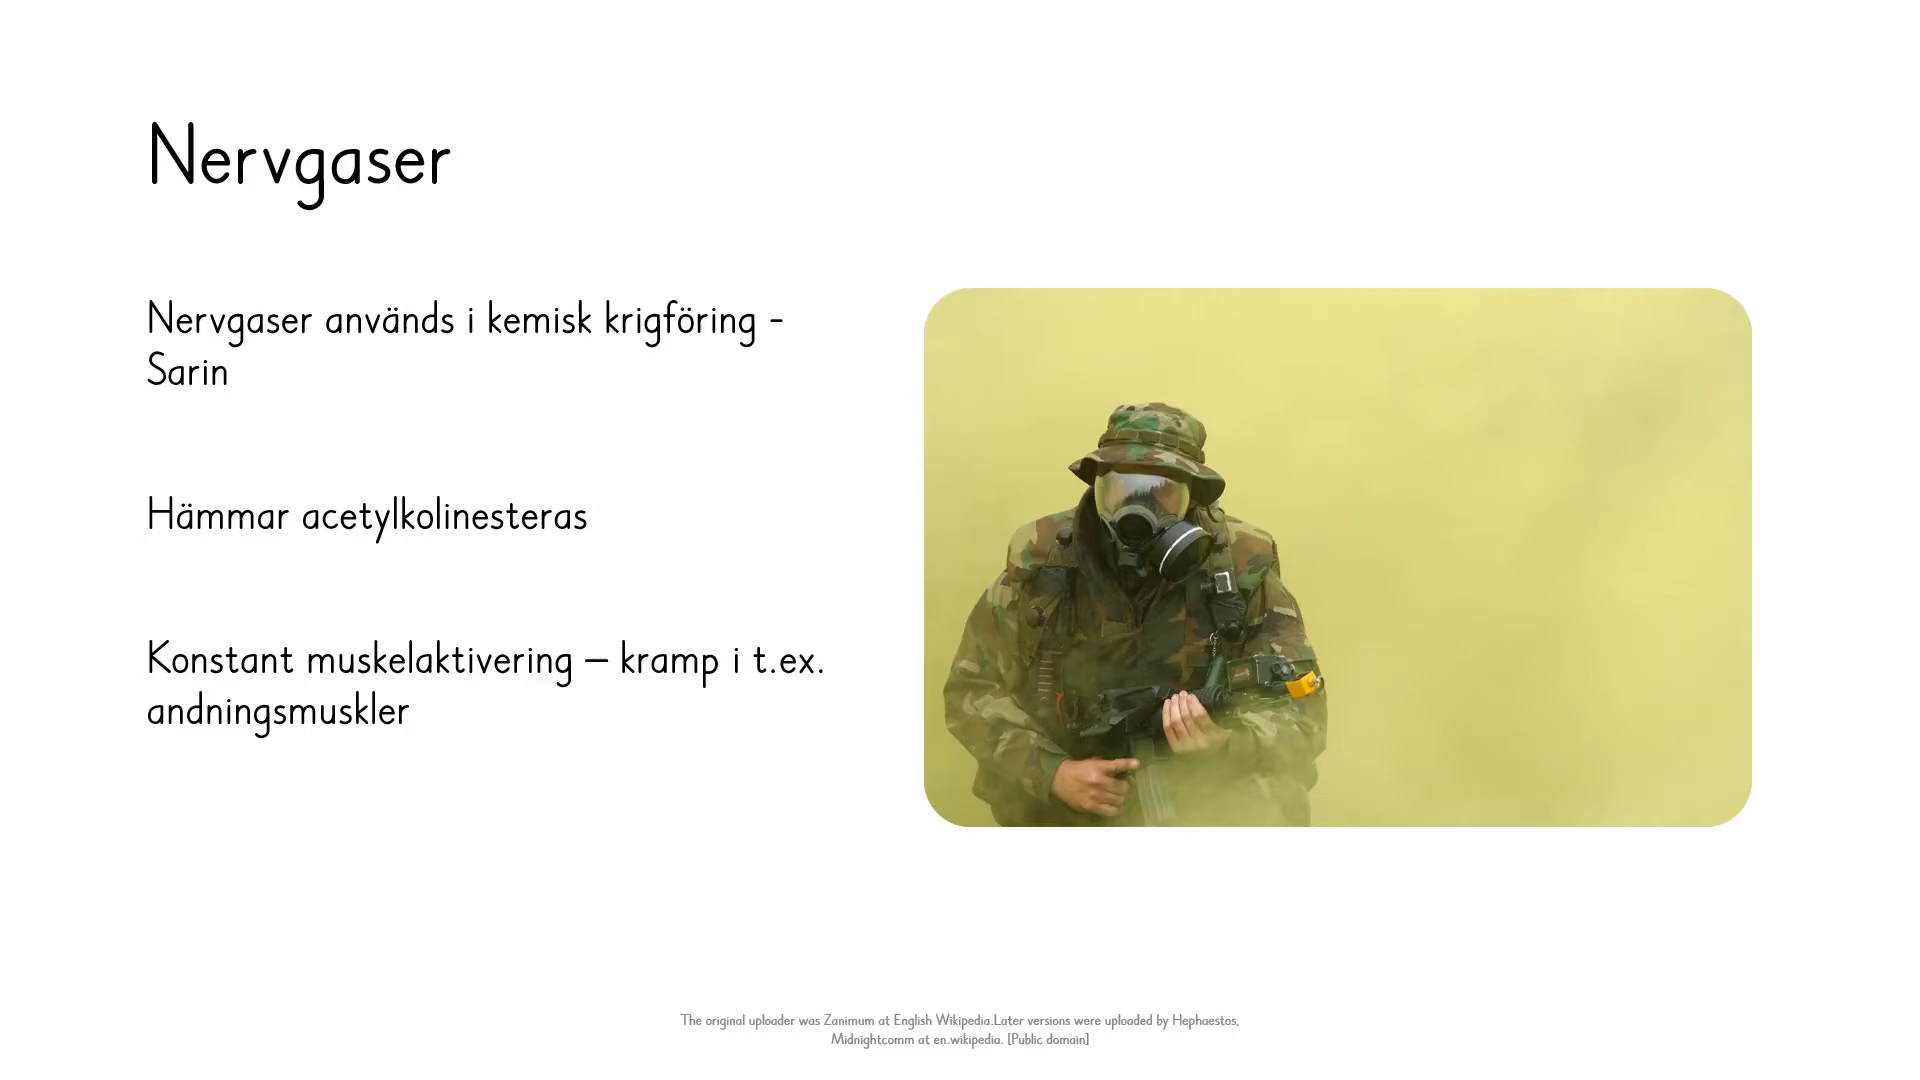 Nervgaser
Nervgaser används i kemisk krigföring -
Sarin
Hämmar acetylkolinesteras
Konstant muskelaktivering – kramp i t.ex.
andningsmuskler
The original uploader was Zanimum at English Wikipedia.Later versions were uploaded by Hephaestos,
Midnightcomm at en.wikipedia. [Public domain]